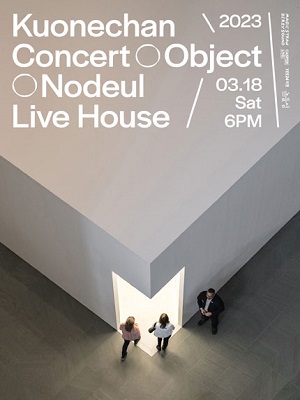 Kuonechan
Concert○Object
○Nodeul
Live House
\ 2023
/ 03.18
Sat
6PM